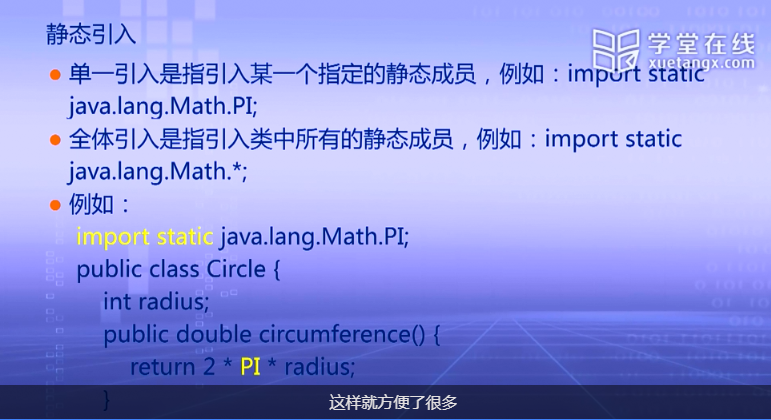 静态引入
学堂在线
xuetangx.com
● 单一引入是指引入某一个指定的静态成员，例如：import static
java.lang.Math.PI;
● 全体引入是指引入类中所有的静态成员，例如：import static
java.lang.Math.*;
● 例如：
import static java.lang.Math.PI;
public class Circle {
int radius;
public double circumference() {
return 2 * PI * radius;
}
这样就方便了很多